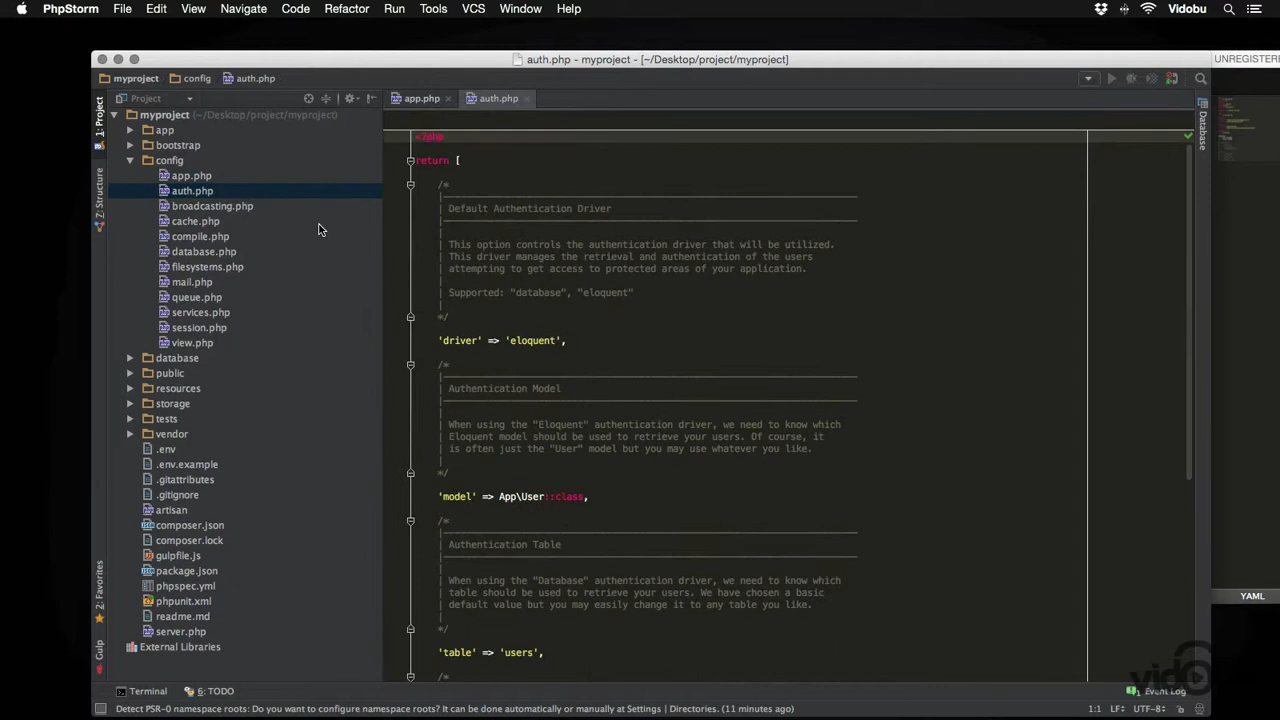 PhpStorm File Edit View Navigate Code Refactor Run Tools VCS Window Help Vidobu
auth.php - myproject - [~/Desktop/project/myproject]
UNREGISTERE
myproject config auth.php
1: Project
Z: Structure
2: Favorites
Gulp
Project
myproject (~/Desktop/project/myproject)
app
bootstrap
config
app.php
auth.php
broadcasting.php
cache.php
compile.php
database.php
filesystems.php
mail.php
queue.php
services.php
session.php
view.php
database
public
resources
storage
tests
vendor
.env
.env.example
.gitattributes
.gitignore
artisan
composer.json
composer.lock
gulpfile.js
package.json
phpspec.yml
phpunit.xml
readme.md
server.php
External Libraries
app.php auth.php
<?php
return [
/*
|--------------------------------------------------------------------------
| Default Authentication Driver
|--------------------------------------------------------------------------
|
| This option controls the authentication driver that will be utilized.
| This driver manages the retrieval and authentication of the users
| attempting to get access to protected areas of your application.
|
| Supported: "database", "eloquent"
|
*/
'driver' => 'eloquent',
/*
|--------------------------------------------------------------------------
| Authentication Model
|--------------------------------------------------------------------------
|
| When using the "Eloquent" authentication driver, we need to know which
| Eloquent model should be used to retrieve your users. Of course, it
| is often just the "User" model but you may use whatever you like.
|
*/
'model' => App\User::class,
/*
|--------------------------------------------------------------------------
| Authentication Table
|--------------------------------------------------------------------------
|
| When using the "Database" authentication driver, we need to know which
| table should be used to retrieve your users. We have chosen a basic
| default value but you may easily change it to any table you like.
|
*/
'table' => 'users',
/*
Database
YAML
Terminal 6: TODO 1 Event Log
Detect PSR-0 namespace roots: Do you want to configure namespace roots? It can be done automatically or manually at Settings | Directories. (11 minutes ago) 1:1 LF÷ UTF-8÷